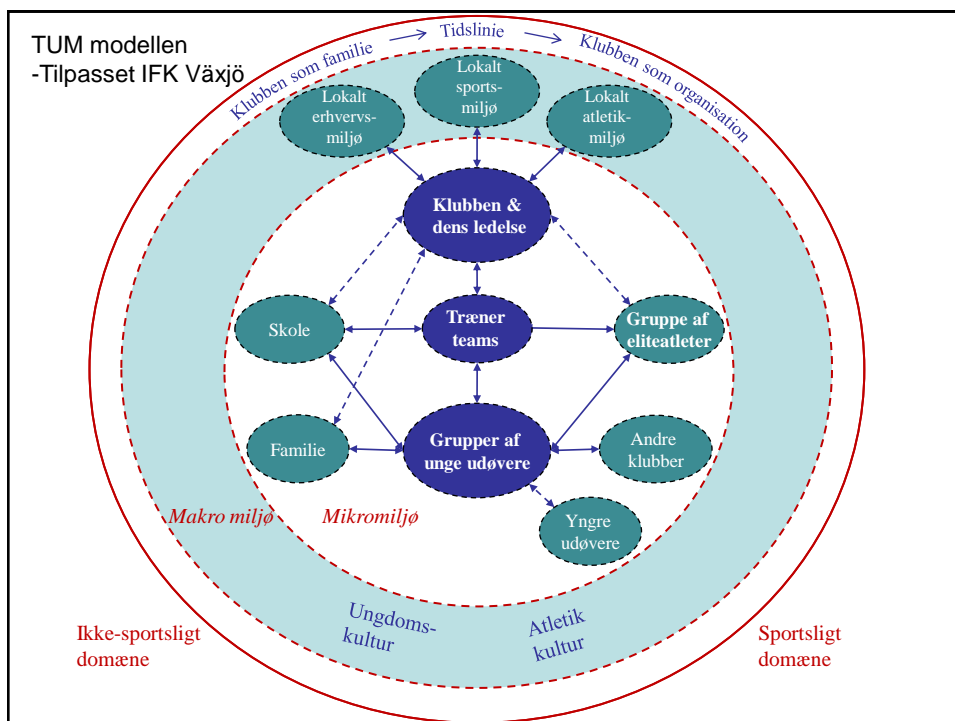 TUM modellen
-Tilpasset IFK Växjö
Klubben som familie
Tidslinie
Klubben som organisation
Lokalt
erhvervs-
miljø
Lokalt
sports-
miljø
Lokalt
atletik-
miljø
Klubben &
dens ledelse
Skole
Træner
teams
Gruppe af
eliteatleter
Familie
Grupper af
unge udøvere
Andre
klubber
Yngre
udøvere
Makro miljø
Mikromiljø
Ungdoms-
kultur
Atletik
kultur
Ikke-sportsligt
domæne
Sportsligt
domæne